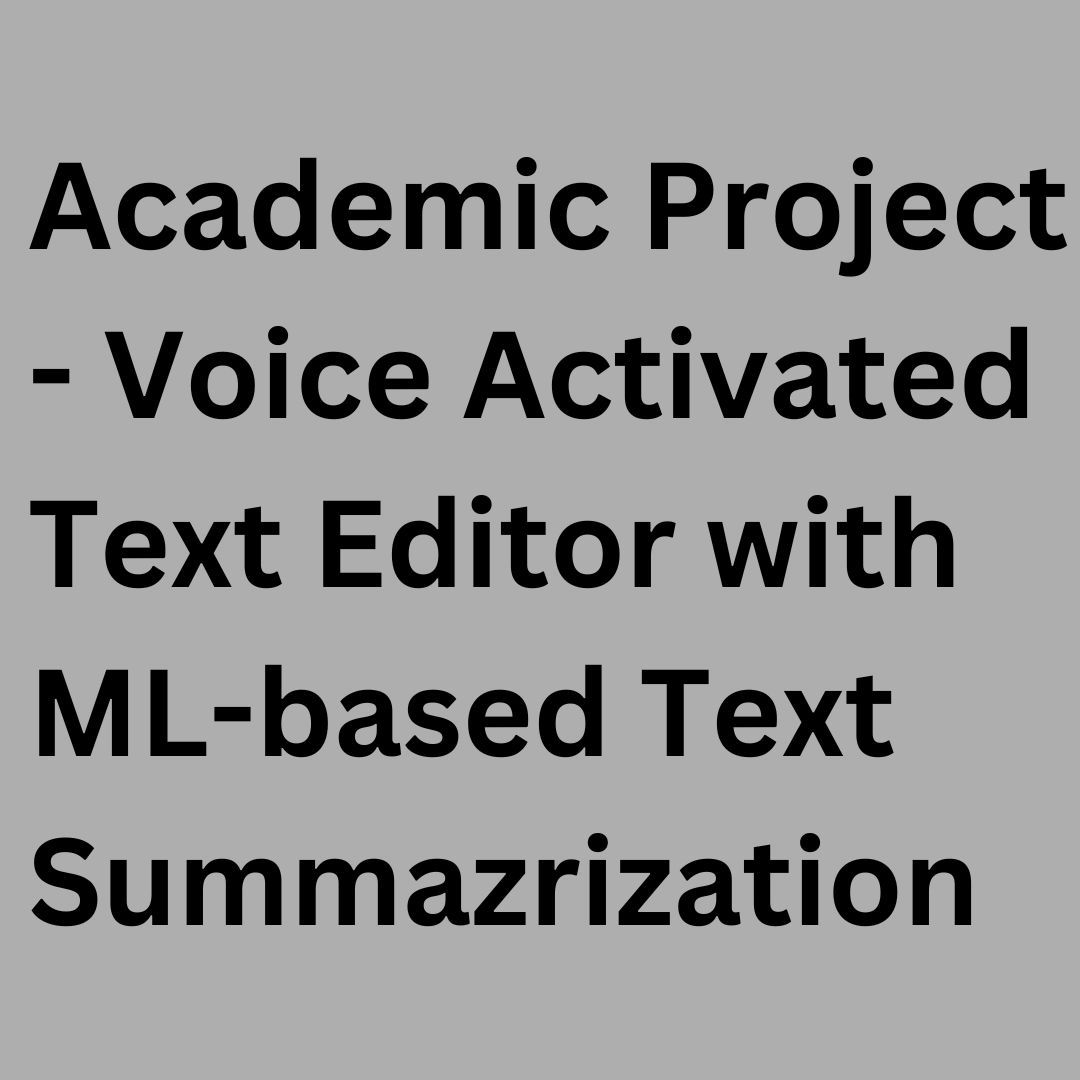 Academic Project
- Voice Activated
Text Editor with
ML-based Text
Summazrization